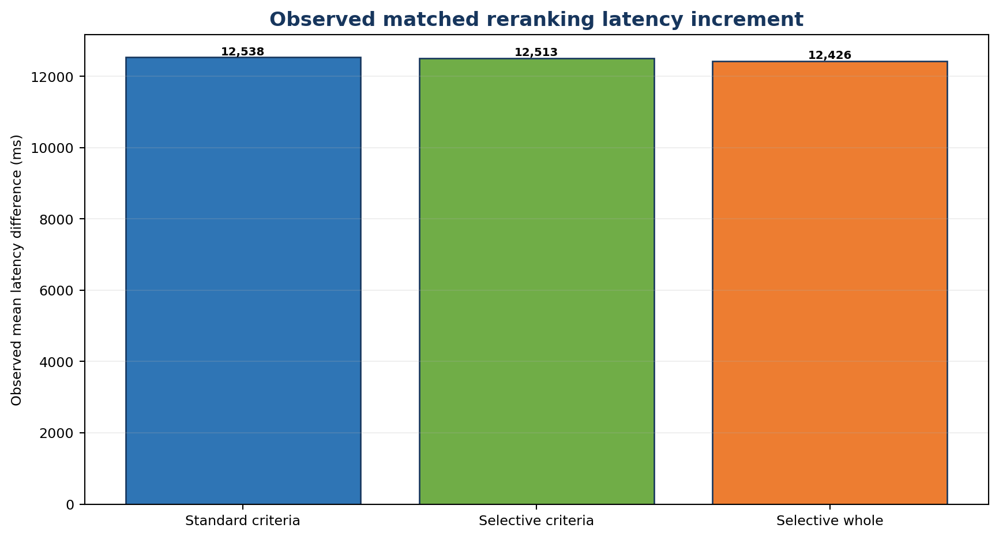 Observed matched reranking latency increment
12,538
12,513
12,426
12000
10000
8000
6000
4000
2000
0
Observed mean latency difference (ms)
Standard criteria
Selective criteria
Selective whole